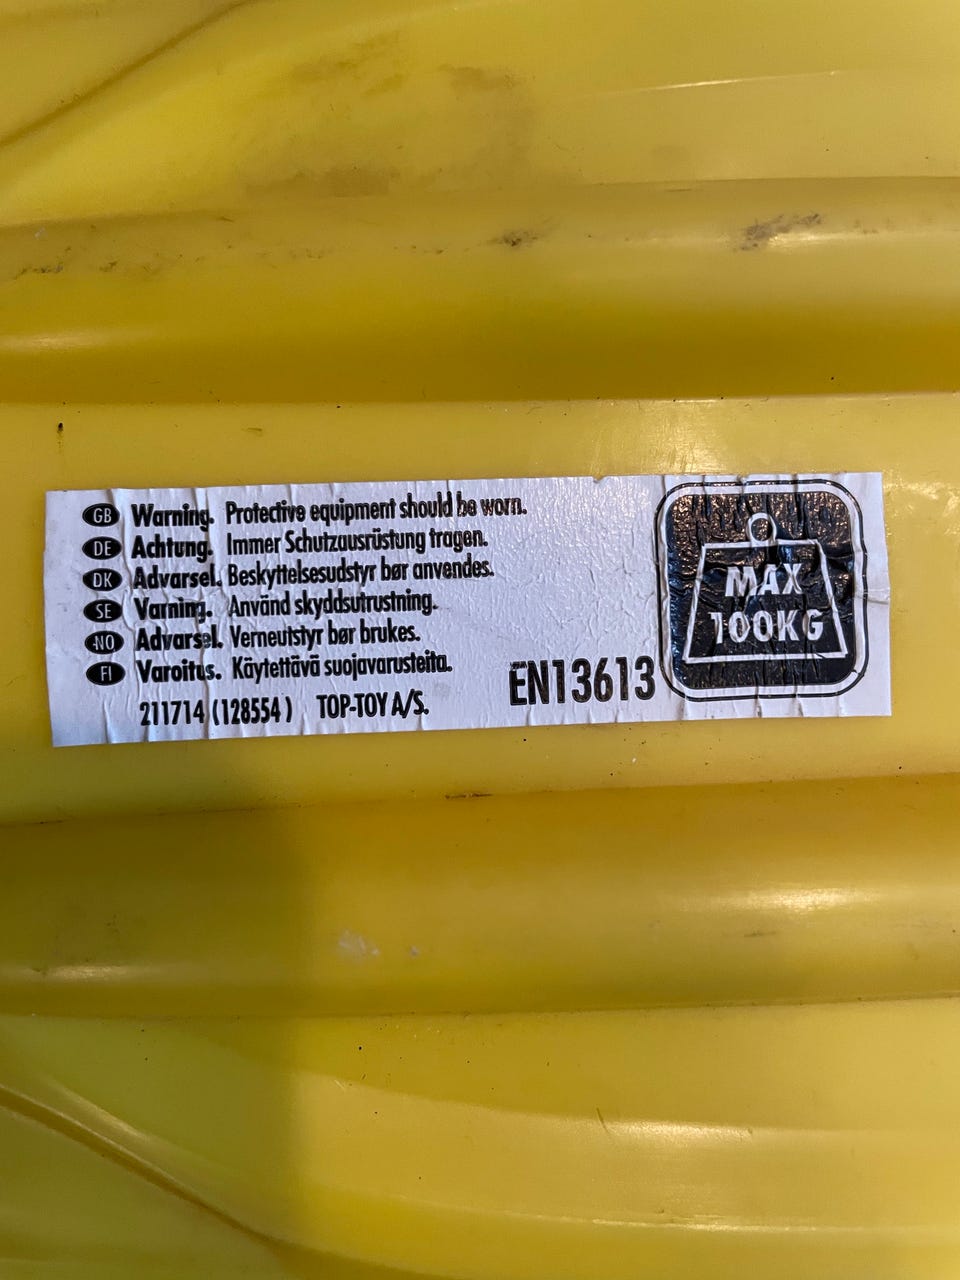 GB Warning. Protective equipment should be worn.
DE Achtung. Immer Schutzausrüstung tragen.
DK Advarsel. Beskyttelsesudstyr bør anvendes.
SE Varning. Använd skyddsutrustning.
NO Advarsel. Verneutstyr bør brukes.
FI Varoitus. Käytettävä suojavarusteita.
211714 (128554) TOP-TOY A/S.
EN13613
MAX
100KG